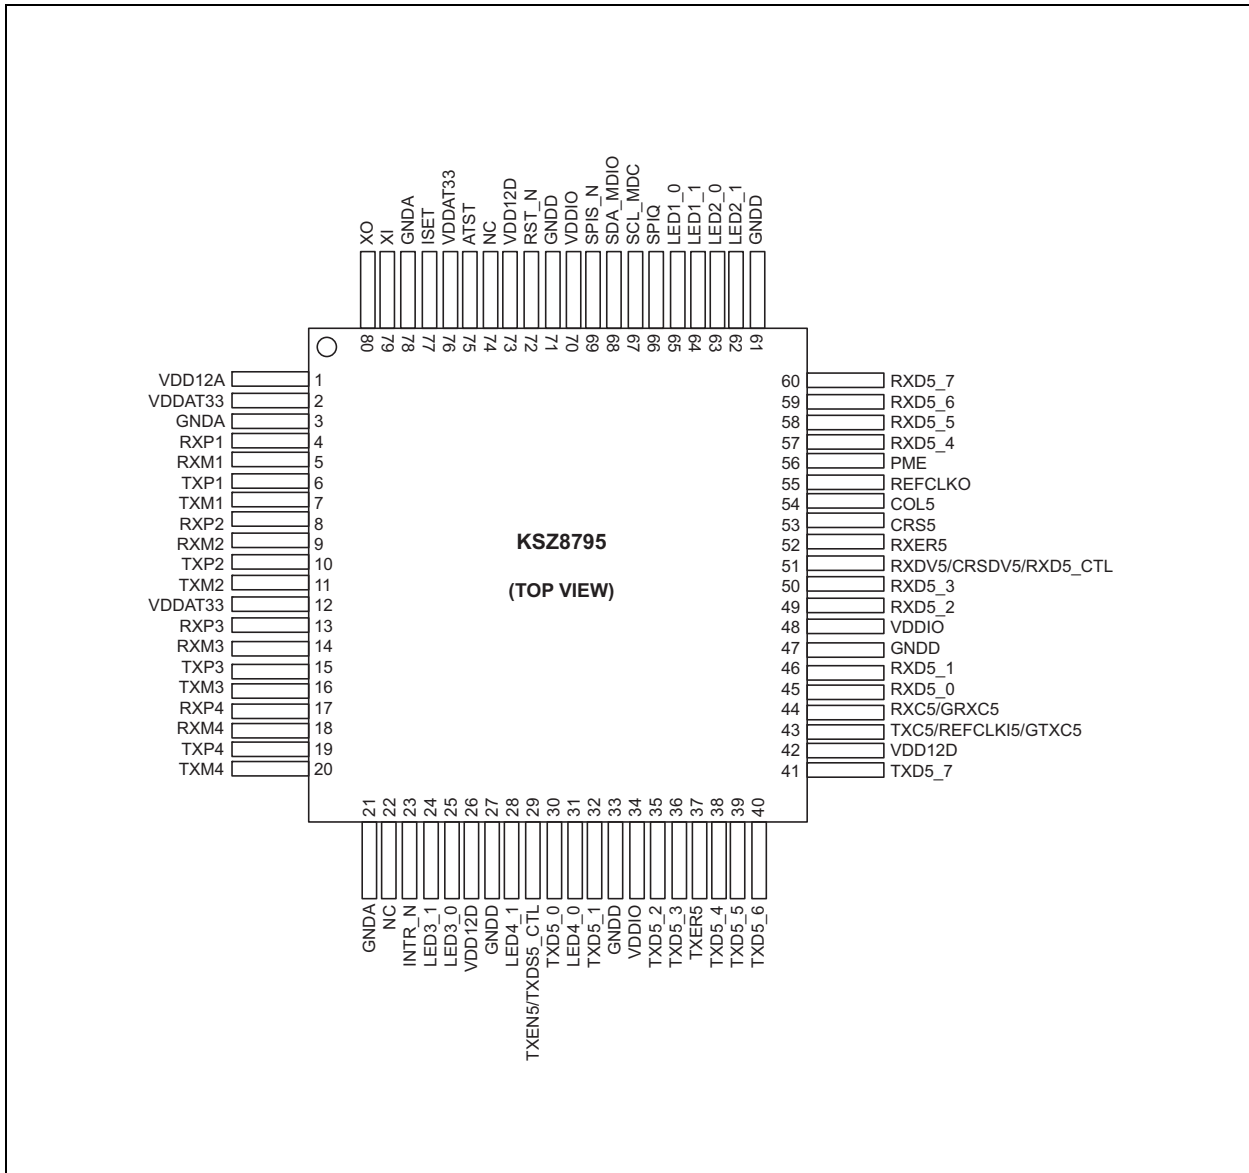 XO
XI
GNDA
ISET
VDDAT33
ATST
NC
VDD12D
RST_N
GNDD
VDDIO
SPIS_N
SDA_MDIO
SCL_MDC
SPIQ
LED1_0
LED1_1
LED2_0
LED2_1
GNDD
80
79
78
77
76
75
74
73
72
71
70
69
68
67
66
65
64
63
62
61
VDD12A 1
VDDAT33 2
GNDA 3
RXP1 4
RXM1 5
TXP1 6
TXM1 7
RXP2 8
RXM2 9
TXP2 10
TXM2 11
VDDAT33 12
RXP3 13
RXM3 14
TXP3 15
TXM3 16
RXP4 17
RXM4 18
TXP4 19
TXM4 20
KSZ8795
(TOP VIEW)
60 RXD5_7
59 RXD5_6
58 RXD5_5
57 RXD5_4
56 PME
55 REFCLKO
54 COL5
53 CRS5
52 RXER5
51 RXDV5/CRSDV5/RXD5_CTL
50 RXD5_3
49 RXD5_2
48 VDDIO
47 GNDD
46 RXD5_1
45 RXD5_0
44 RXC5/GRXC5
43 TXC5/REFCLKI5/GTXC5
42 VDD12D
41 TXD5_7
21
22
23
24
25
26
27
28
29
30
31
32
33
34
35
36
37
38
39
40
GNDA
NC
INTR_N
LED3_1
LED3_0
VDD12D
GNDD
LED4_1
TXEN5/TXDS5_CTL
TXD5_0
LED4_0
TXD5_1
GNDD
VDDIO
TXD5_2
TXD5_3
TXER5
TXD5_4
TXD5_5
TXD5_6